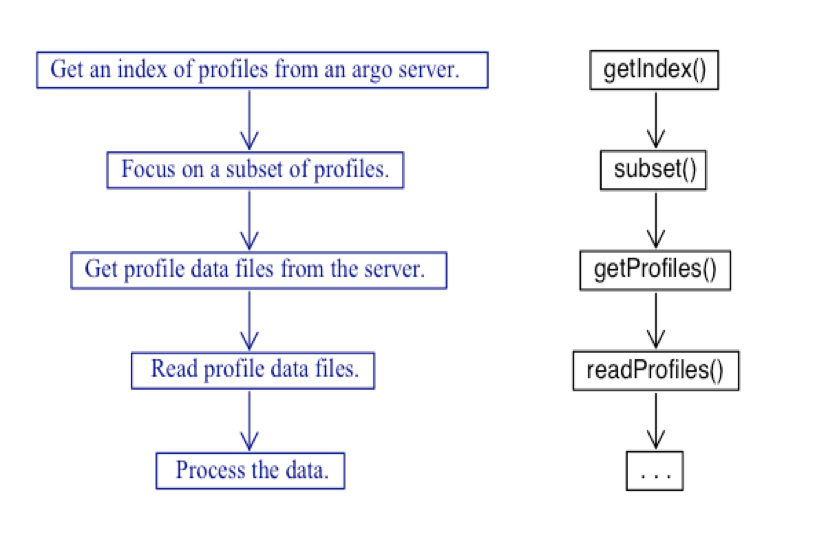 Get an index of profiles from an argo server.
getIndex()
Focus on a subset of profiles.
subset()
Get profile data files from the server.
getProfiles()
Read profile data files.
readProfiles()
Process the data.
. . .